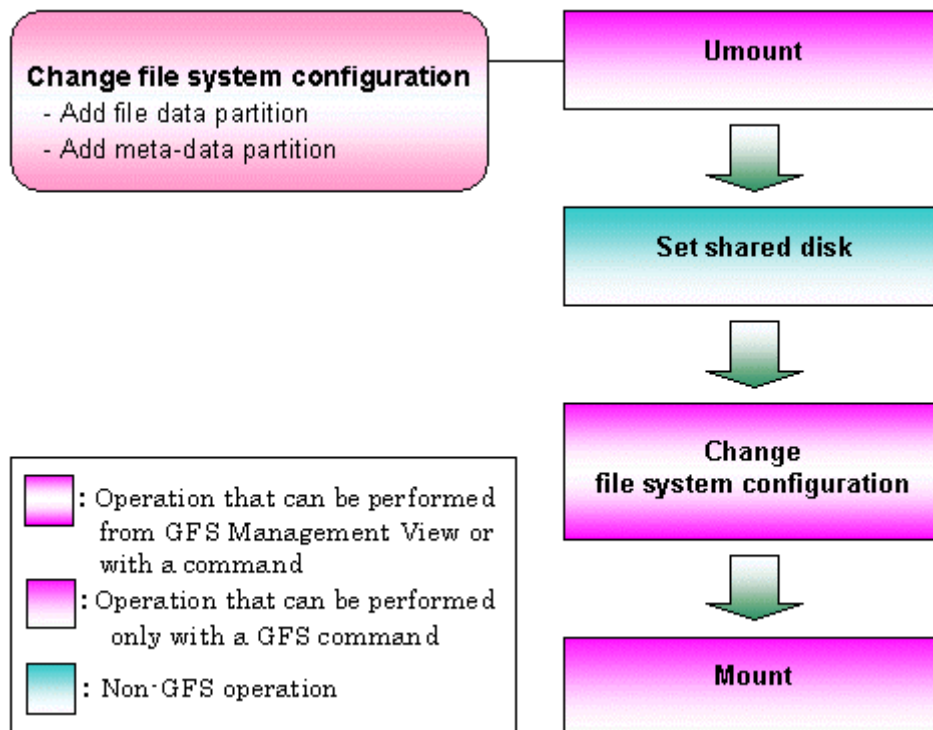 Change file system configuration
- Add file data partition
- Add meta-data partition
Umount
Set shared disk
Change
file system configuration
Mount
: Operation that can be performed
from GFS Management View or
with a command
: Operation that can be performed
only with a GFS command
: Non-GFS operation